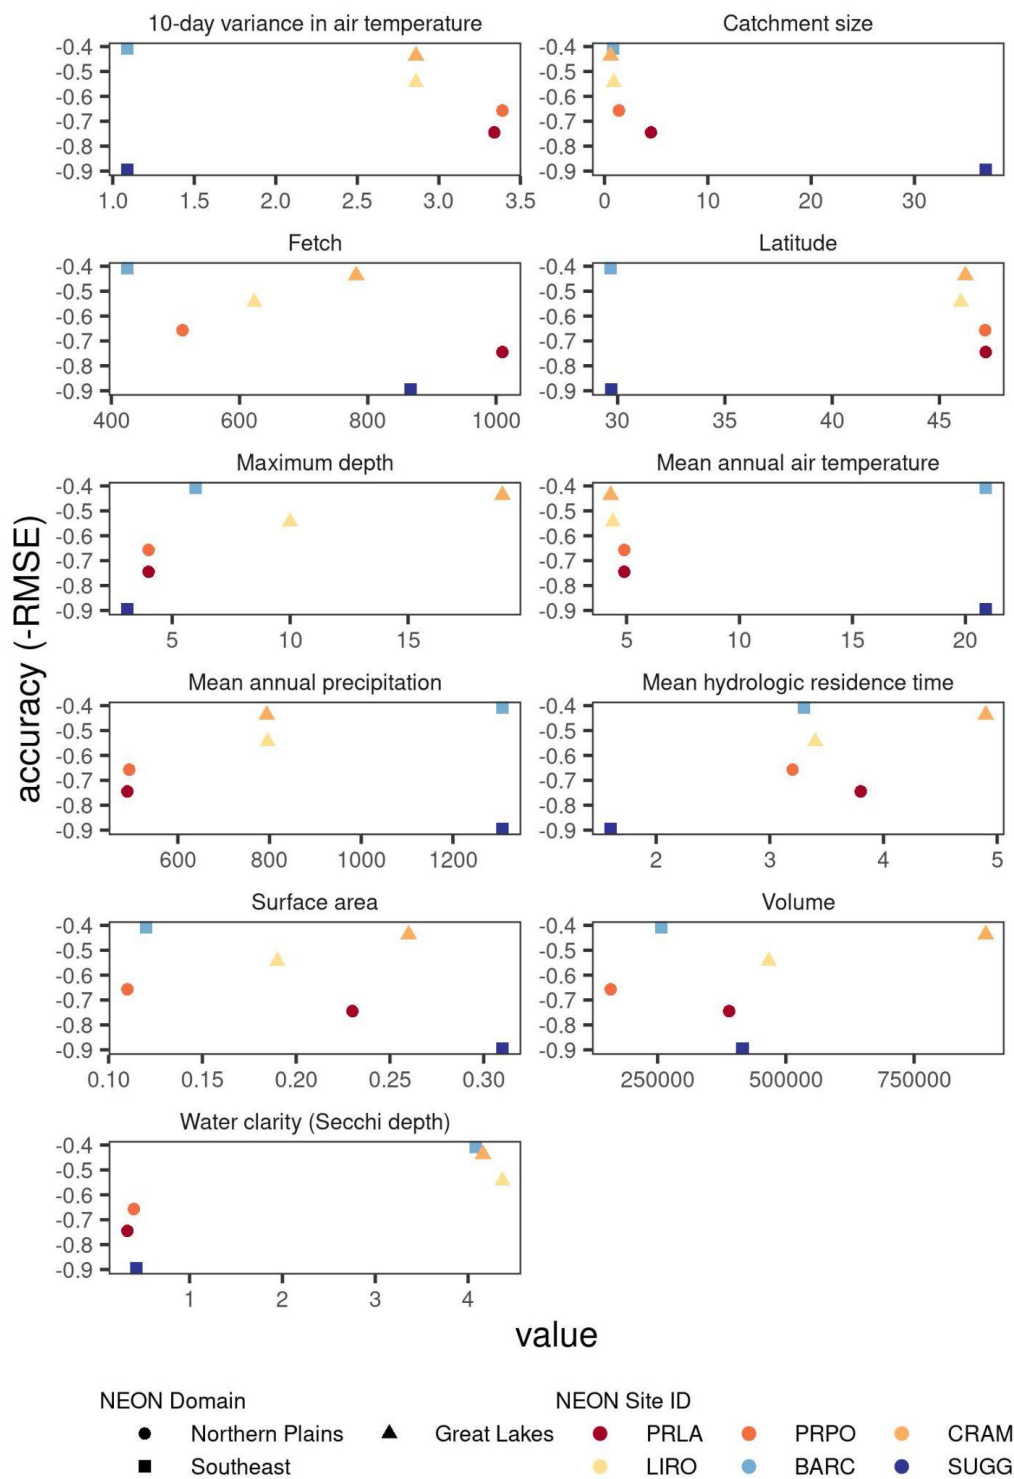 10-day variance in air temperature
Catchment size
-0.4
-0.5
-0.6
-0.7
-0.8
-0.9
1.0 1.5 2.0 2.5 3.0 3.5
-0.4
-0.5
-0.6
-0.7
-0.8
-0.9
0 10 20 30
Fetch
Latitude
-0.4
-0.5
-0.6
-0.7
-0.8
-0.9
400 600 800 1000
-0.4
-0.5
-0.6
-0.7
-0.8
-0.9
30 35 40 45
Maximum depth
Mean annual air temperature
-0.4
-0.5
-0.6
-0.7
-0.8
-0.9
5 10 15
-0.4
-0.5
-0.6
-0.7
-0.8
-0.9
5 10 15 20
accuracy (-RMSE)
Mean annual precipitation
Mean hydrologic residence time
-0.4
-0.5
-0.6
-0.7
-0.8
-0.9
600 800 1000 1200
-0.4
-0.5
-0.6
-0.7
-0.8
-0.9
2 3 4 5
Surface area
Volume
-0.4
-0.5
-0.6
-0.7
-0.8
-0.9
0.10 0.15 0.20 0.25 0.30
-0.4
-0.5
-0.6
-0.7
-0.8
-0.9
250000 500000 750000
Water clarity (Secchi depth)
-0.4
-0.5
-0.6
-0.7
-0.8
-0.9
1 2 3 4
value
NEON Domain
Northern Plains
Great Lakes
Southeast
NEON Site ID
PRLA PRPO CRAM
LIRO BARC SUGG